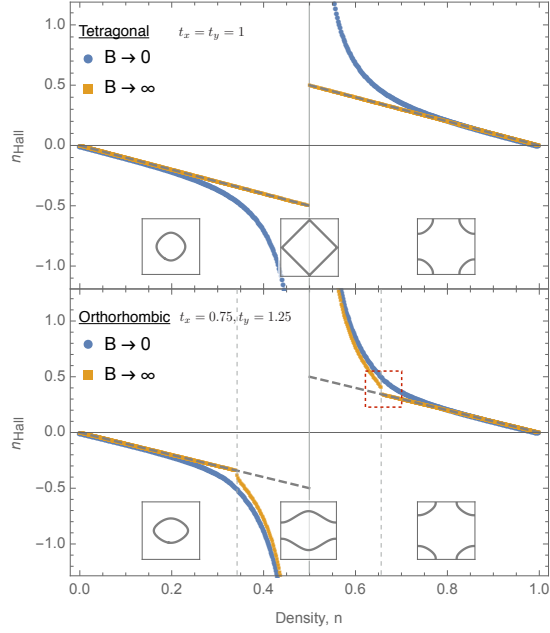 1.0
Tetragonal t_x = t_y = 1
B → 0
B → ∞
0.5
n_Hall
0.0
-0.5
-1.0
1.0
Orthorhombic t_x = 0.75, t_y = 1.25
B → 0
B → ∞
0.5
n_Hall
0.0
-0.5
-1.0
0.0 0.2 0.4 0.6 0.8 1.0
Density, n